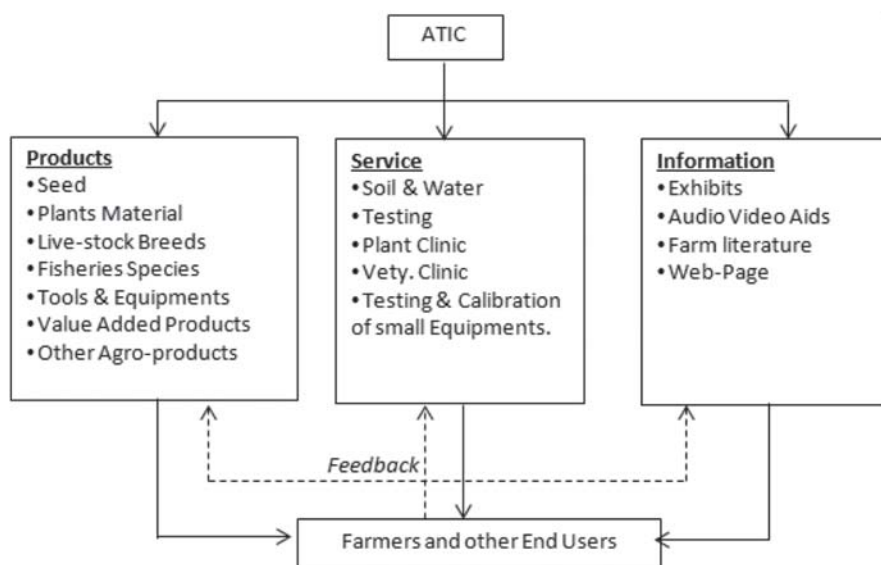 ATIC
Products
•Seed
•Plants Material
•Live-stock Breeds
•Fisheries Species
•Tools & Equipments
•Value Added Products
•Other Agro-products
Service
•Soil & Water
•Testing
•Plant Clinic
•Vety. Clinic
•Testing & Calibration
of small Equipments.
Information
•Exhibits
•Audio Video Aids
•Farm literature
•Web-Page
Feedback
Farmers and other End Users